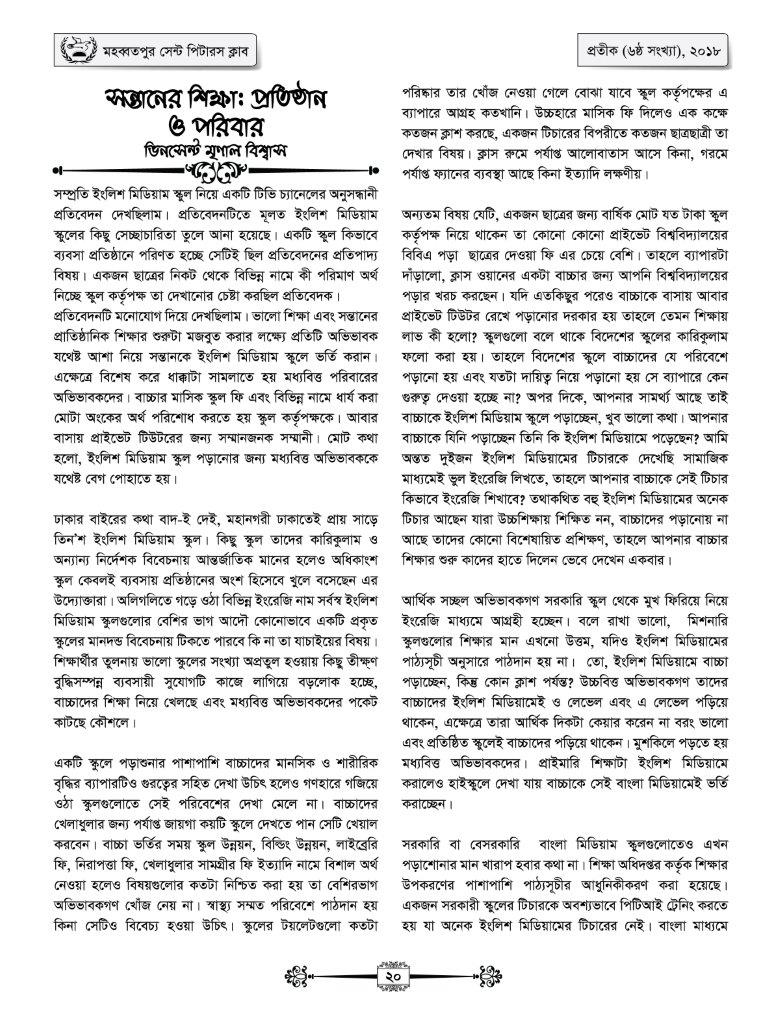 মহব্বতপুর সেন্ট পিটারস ক্লাব
প্রতীক (৬ষ্ঠ সংখ্যা), ২০১৮
সন্তানের শিক্ষা: প্রতিষ্ঠান
ও পরিবার
ভিনসেন্ট মৃণাল বিশ্বাস
সম্প্রতি ইংলিশ মিডিয়াম স্কুল নিয়ে একটি টিভি চ্যানেলের অনুসন্ধানী
প্রতিবেদন দেখছিলাম। প্রতিবেদনটিতে মূলত ইংলিশ মিডিয়াম
স্কুলের কিছু সেচ্ছাচারিতা তুলে আনা হয়েছে। একটি স্কুল কিভাবে
ব্যবসা প্রতিষ্ঠানে পরিণত হচ্ছে সেটিই ছিল প্রতিবেদনের প্রতিপাদ্য
বিষয়। একজন ছাত্রের নিকট থেকে বিভিন্ন নামে কী পরিমাণ অর্থ
নিচ্ছে স্কুল কর্তৃপক্ষ তা দেখানোর চেষ্টা করছিল প্রতিবেদক।
প্রতিবেদনটি মনোযোগ দিয়ে দেখছিলাম। ভালো শিক্ষা এবং সন্তানের
প্রাতিষ্ঠানিক শিক্ষার শুরুটা মজবুত করার লক্ষ্যে প্রতিটি অভিভাবক
যথেষ্ট আশা নিয়ে সন্তানকে ইংলিশ মিডিয়াম স্কুলে ভর্তি করান।
এক্ষেত্রে বিশেষ করে ধাক্কাটা সামলাতে হয় মধ্যবিত্ত পরিবারের
অভিভাবকদের। বাচ্চার মাসিক স্কুল ফি এবং বিভিন্ন নামে ধার্য করা
মোটা অংকের অর্থ পরিশোধ করতে হয় স্কুল কর্তৃপক্ষকে। আবার
বাসায় প্রাইভেট টিউটরের জন্য সম্মানজনক সম্মানী। মোট কথা
হলো, ইংলিশ মিডিয়াম স্কুল পড়ানোর জন্য মধ্যবিত্ত অভিভাবককে
যথেষ্ট বেগ পোহাতে হয়।
ঢাকার বাইরের কথা বাদ-ই দেই, মহানগরী ঢাকাতেই প্রায় সাড়ে
তিন’শ ইংলিশ মিডিয়াম স্কুল। কিছু স্কুল তাদের কারিকুলাম ও
অন্যান্য নির্দেশক বিবেচনায় আন্তর্জাতিক মানের হলেও অধিকাংশ
স্কুল কেবলই ব্যবসায় প্রতিষ্ঠানের অংশ হিসেবে খুলে বসেছেন এর
উদ্যোক্তারা। অলিগলিতে গড়ে ওঠা বিভিন্ন ইংরেজি নাম সর্বস্ব ইংলিশ
মিডিয়াম স্কুলগুলোর বেশির ভাগ আদৌ কোনোভাবে একটি প্রকৃত
স্কুলের মানদন্ড বিবেচনায় টিকতে পারবে কি না তা যাচাইয়ের বিষয়।
শিক্ষার্থীর তুলনায় ভালো স্কুলের সংখ্যা অপ্রতুল হওয়ায় কিছু তীক্ষ্ণ
বুদ্ধিসম্পন্ন ব্যবসায়ী সুযোগটি কাজে লাগিয়ে বড়লোক হচ্ছে,
বাচ্চাদের শিক্ষা নিয়ে খেলছে এবং মধ্যবিত্ত অভিভাবকদের পকেট
কাটছে কৌশলে।
একটি স্কুলে পড়াশুনার পাশাপাশি বাচ্চাদের মানসিক ও শারীরিক
বৃদ্ধির ব্যাপারটিও গুরত্বের সহিত দেখা উচিৎ হলেও গণহারে গজিয়ে
ওঠা স্কুলগুলোতে সেই পরিবেশের দেখা মেলে না। বাচ্চাদের
খেলাধুলার জন্য পর্যাপ্ত জায়গা কয়টি স্কুলে দেখতে পান সেটি খেয়াল
করবেন। বাচ্চা ভর্তির সময় স্কুল উন্নয়ন, বিল্ডিং উন্নয়ন, লাইব্রেরি
ফি, নিরাপত্তা ফি, খেলাধুলার সামগ্রীর ফি ইত্যাদি নামে বিশাল অর্থ
নেওয়া হলেও বিষয়গুলোর কতটা নিশ্চিত করা হয় তা বেশিরভাগ
অভিভাবকগণ খোঁজ নেয় না। স্বাস্থ্য সম্মত পরিবেশে পাঠদান হয়
কিনা সেটিও বিবেচ্য হওয়া উচিৎ। স্কুলের টয়লেটগুলো কতটা
পরিষ্কার তার খোঁজ নেওয়া গেলে বোঝা যাবে স্কুল কর্তৃপক্ষের এ
ব্যাপারে আগ্রহ কতখানি। উচ্চহারে মাসিক ফি দিলেও এক কক্ষে
কতজন ক্লাশ করছে, একজন টিচারের বিপরীতে কতজন ছাত্রছাত্রী তা
দেখার বিষয়। ক্লাস রুমে পর্যাপ্ত আলোবাতাস আসে কিনা, গরমে
পর্যাপ্ত ফ্যানের ব্যবস্থা আছে কিনা ইত্যাদি লক্ষণীয়।
অন্যতম বিষয় যেটি, একজন ছাত্রের জন্য বার্ষিক মোট যত টাকা স্কুল
কর্তৃপক্ষ নিয়ে থাকেন তা কোনো কোনো প্রাইভেট বিশ্ববিদ্যালয়ের
বিবিএ পড়া ছাত্রের দেওয়া ফি এর চেয়ে বেশি। তাহলে ব্যাপারটা
দাঁড়ালো, ক্লাস ওয়ানের একটা বাচ্চার জন্য আপনি বিশ্ববিদ্যালয়ের
পড়ার খরচ করছেন। যদি এতকিছুর পরেও বাচ্চাকে বাসায় আবার
প্রাইভেট টিউটর রেখে পড়ানোর দরকার হয় তাহলে তেমন শিক্ষায়
লাভ কী হলো? স্কুলগুলো বলে থাকে বিদেশের স্কুলের কারিকুলাম
ফলো করা হয়। তাহলে বিদেশের স্কুলে বাচ্চাদের যে পরিবেশে
পড়ানো হয় এবং যতটা দায়িত্ব নিয়ে পড়ানো হয় সে ব্যাপারে কেন
গুরুত্ব দেওয়া হচ্ছে না? অপর দিকে, আপনার সামর্থ্য আছে তাই
বাচ্চাকে ইংলিশ মিডিয়াম স্কুলে পড়াচ্ছেন, খুব ভালো কথা। আপনার
বাচ্চাকে যিনি পড়াচ্ছেন তিনি কি ইংলিশ মিডিয়ামে পড়েছেন? আমি
অন্তত দুইজন ইংলিশ মিডিয়ামের টিচারকে দেখেছি সামাজিক
মাধ্যমেই ভুল ইংরেজি লিখতে, তাহলে আপনার বাচ্চাকে সেই টিচার
কিভাবে ইংরেজি শিখাবে? তথাকথিত বহু ইংলিশ মিডিয়ামের অনেক
টিচার আছেন যারা উচ্চশিক্ষায় শিক্ষিত নন, বাচ্চাদের পড়ানোয় না
আছে তাদের কোনো বিশেষায়িত প্রশিক্ষণ, তাহলে আপনার বাচ্চার
শিক্ষার শুরু কাদের হাতে দিলেন ভেবে দেখেন একবার।
আর্থিক সচ্ছল অভিভাবকগণ সরকারি স্কুল থেকে মুখ ফিরিয়ে নিয়ে
ইংরেজি মাধ্যমে আগ্রহী হচ্ছেন। বলে রাখা ভালো, মিশনারি
স্কুলগুলোর শিক্ষার মান এখনো উত্তম, যদিও ইংলিশ মিডিয়ামের
পাঠ্যসূচী অনুসারে পাঠদান হয় না। তো, ইংলিশ মিডিয়ামে বাচ্চা
পড়াচ্ছেন, কিন্তু কোন ক্লাশ পর্যন্ত? উচ্চবিত্ত অভিভাবকগণ তাদের
বাচ্চাদের ইংলিশ মিডিয়ামেই ও লেভেল এবং এ লেভেল পড়িয়ে
থাকেন, এক্ষেত্রে তারা আর্থিক দিকটা কেয়ার করেন না বরং ভালো
এবং প্রতিষ্ঠিত স্কুলেই বাচ্চাদের পড়িয়ে থাকেন। মুশকিলে পড়তে হয়
মধ্যবিত্ত অভিভাবকদের। প্রাইমারি শিক্ষাটা ইংলিশ মিডিয়ামে
করালেও হাইস্কুলে দেখা যায় বাচ্চাকে সেই বাংলা মিডিয়ামেই ভর্তি
করাচ্ছেন।
সরকারি বা বেসরকারি বাংলা মিডিয়াম স্কুলগুলোতেও এখন
পড়াশোনার মান খারাপ হবার কথা না। শিক্ষা অধিদপ্তর কর্তৃক শিক্ষার
উপকরণের পাশাপাশি পাঠ্যসূচীর আধুনিকীকরণ করা হয়েছে।
একজন সরকারী স্কুলের টিচারকে অবশ্যভাবে পিটিআই ট্রেনিং করতে
হয় যা অনেক ইংলিশ মিডিয়ামের টিচারের নেই। বাংলা মাধ্যমে
২০